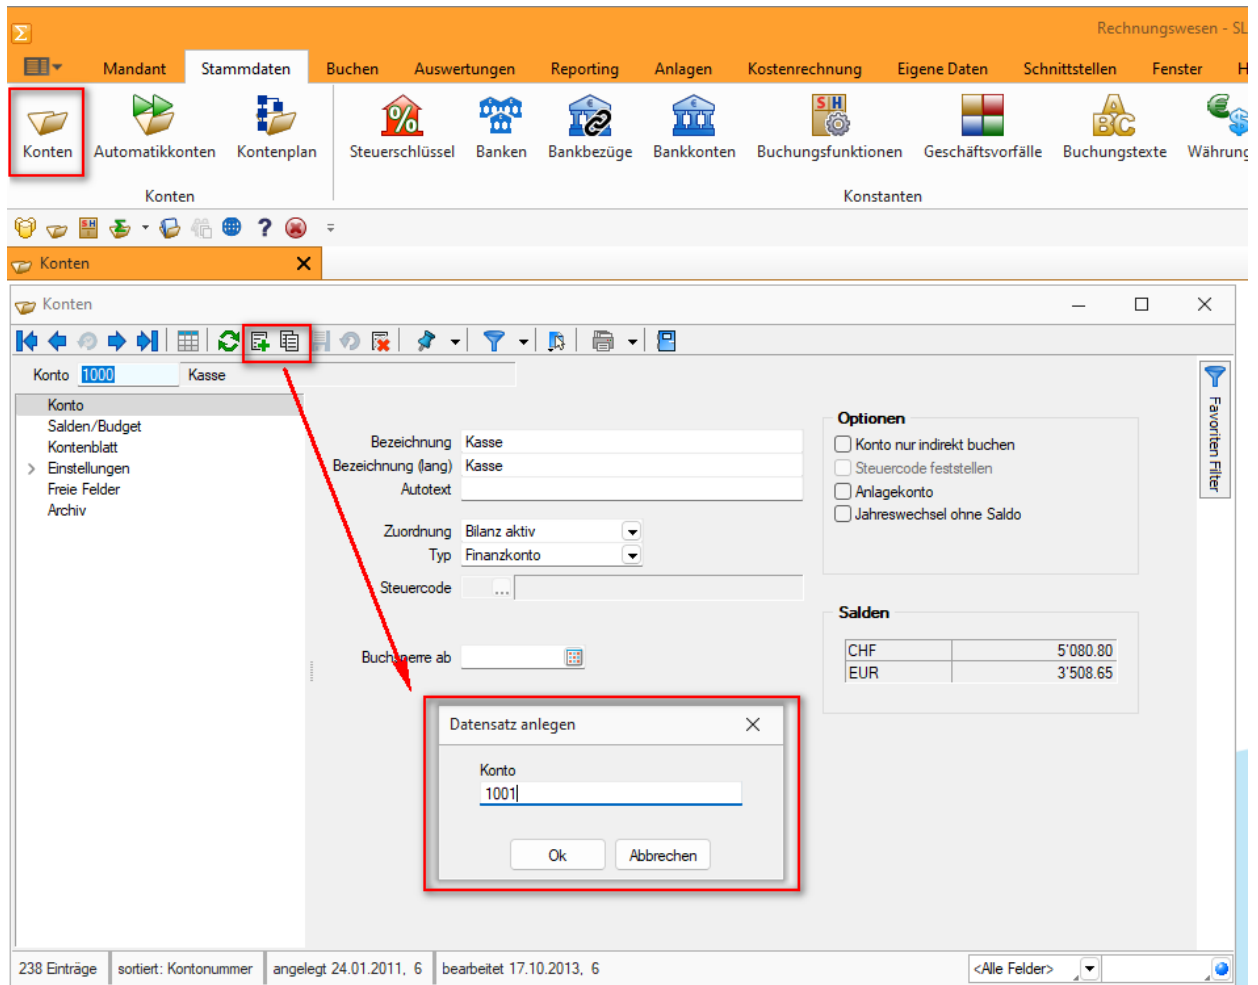 Rechnungswesen - SL
Mandant Stammdaten Buchen Auswertungen Reporting Anlagen Kostenrechnung Eigene Daten Schnittstellen Fenster H
Konten Automatikkonten Kontenplan Steuerschlüssel Banken Bankbezüge Bankkonten Buchungsfunktionen Geschäftsvorfälle Buchungstexte Währung
Konten Konstanten
Konten
Konten
Konto 1000 Kasse
Konto
Salden/Budget
Kontenblatt
Einstellungen
Freie Felder
Archiv
Bezeichnung Kasse
Bezeichnung (lang) Kasse
Autotext
Zuordnung Bilanz aktiv
Typ Finanzkonto
Steuercode ...
Buchsperre ab
Optionen
Konto nur indirekt buchen
Steuercode feststellen
Anlagekonto
Jahreswechsel ohne Saldo
Salden
CHF 5'080.80
EUR 3'508.65
Favoriten Filter
Datensatz anlegen
Konto
1001
Ok Abbrechen
238 Einträge sortiert: Kontonummer angelegt 24.01.2011, 6 bearbeitet 17.10.2013, 6 <Alle Felder>